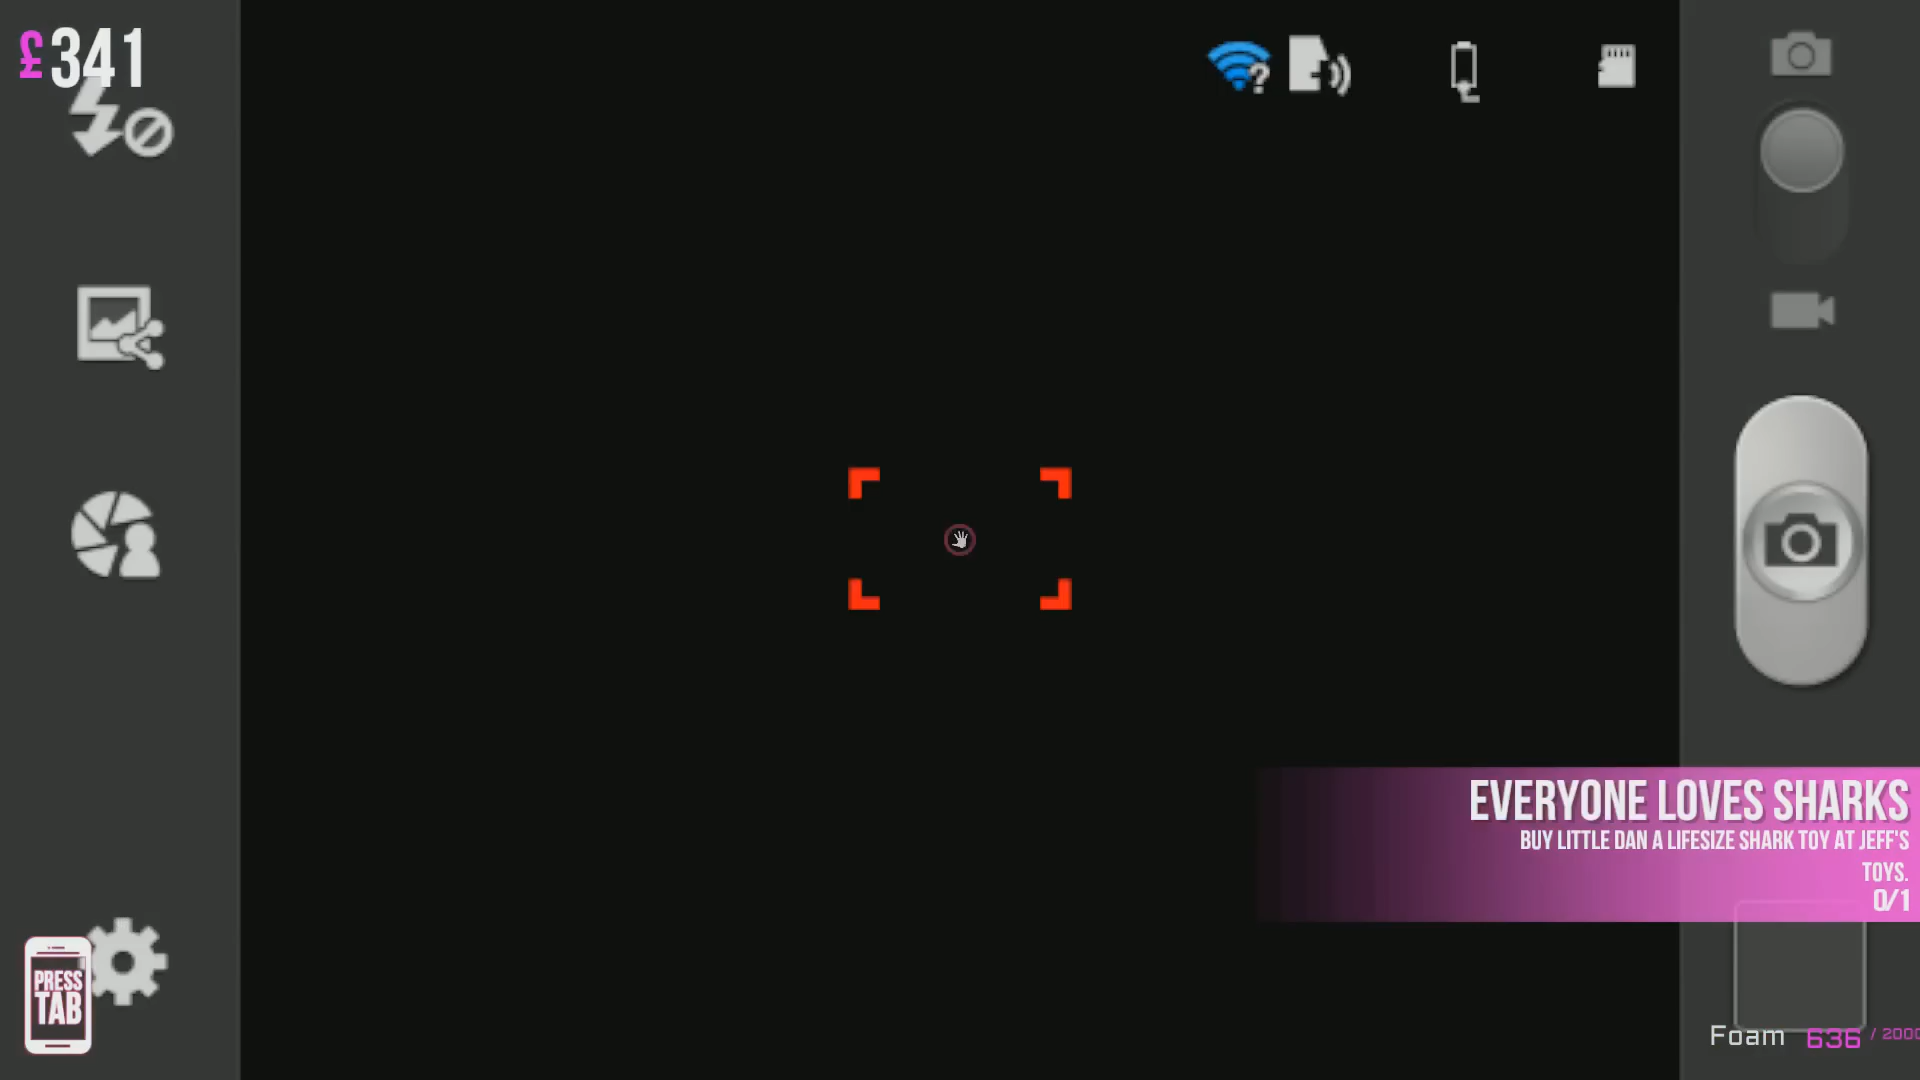 £341
EVERYONE LOVES SHARKS
BUY LITTLE DAN A LIFESIZE SHARK TOY AT JEFF'S
TOYS.
0/1
PRESS
TAB
Foam 636 / 2000